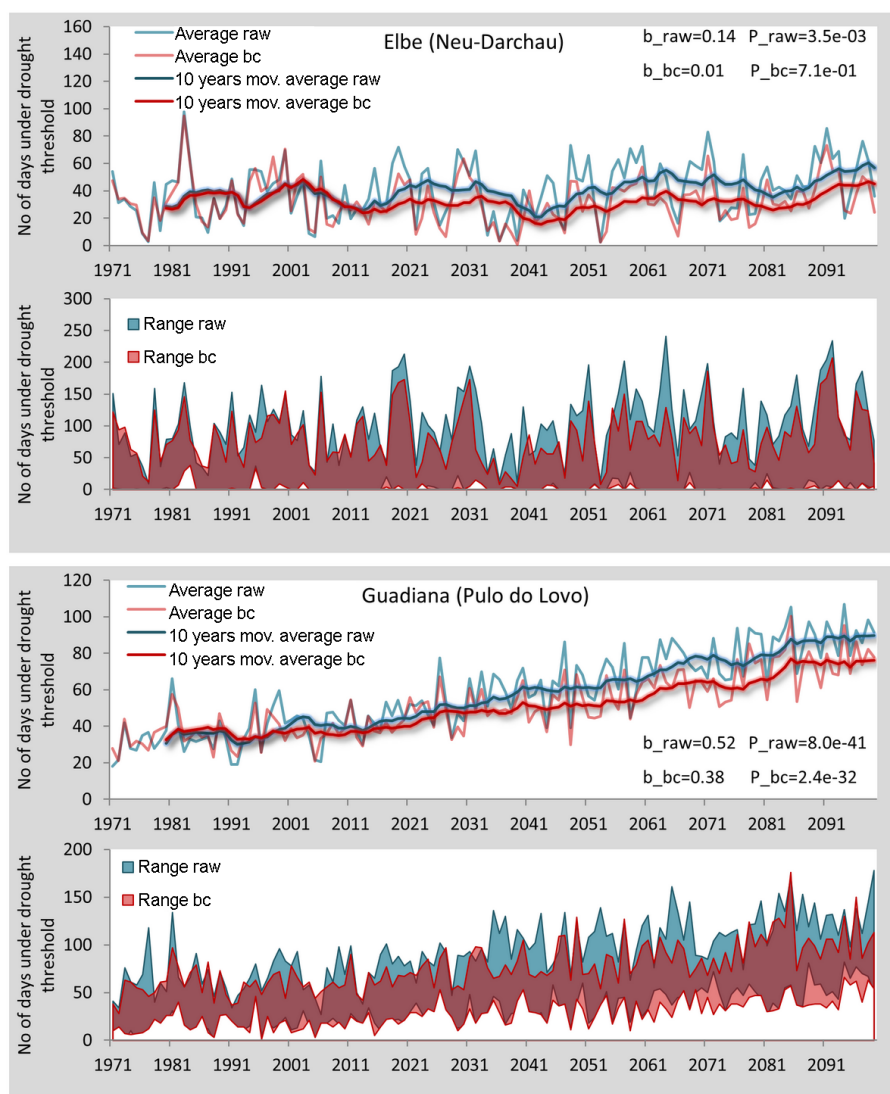 Elbe (Neu-Darchau)
Average raw
Average bc
10 years mov. average raw
10 years mov. average bc
b_raw=0.14 P_raw=3.5e-03
b_bc=0.01 P_bc=7.1e-01
No of days under drought
threshold
160
140
120
100
80
60
40
20
0
1971 1981 1991 2001 2011 2021 2031 2041 2051 2061 2071 2081 2091
Range raw
Range bc
No of days under drought
threshold
300
250
200
150
100
50
0
1971 1981 1991 2001 2011 2021 2031 2041 2051 2061 2071 2081 2091
Guadiana (Pulo do Lovo)
Average raw
Average bc
10 years mov. average raw
10 years mov. average bc
b_raw=0.52 P_raw=8.0e-41
b_bc=0.38 P_bc=2.4e-32
No of days under drought
threshold
120
100
80
60
40
20
0
1971 1981 1991 2001 2011 2021 2031 2041 2051 2061 2071 2081 2091
Range raw
Range bc
No of days under drought
threshold
200
150
100
50
0
1971 1981 1991 2001 2011 2021 2031 2041 2051 2061 2071 2081 2091